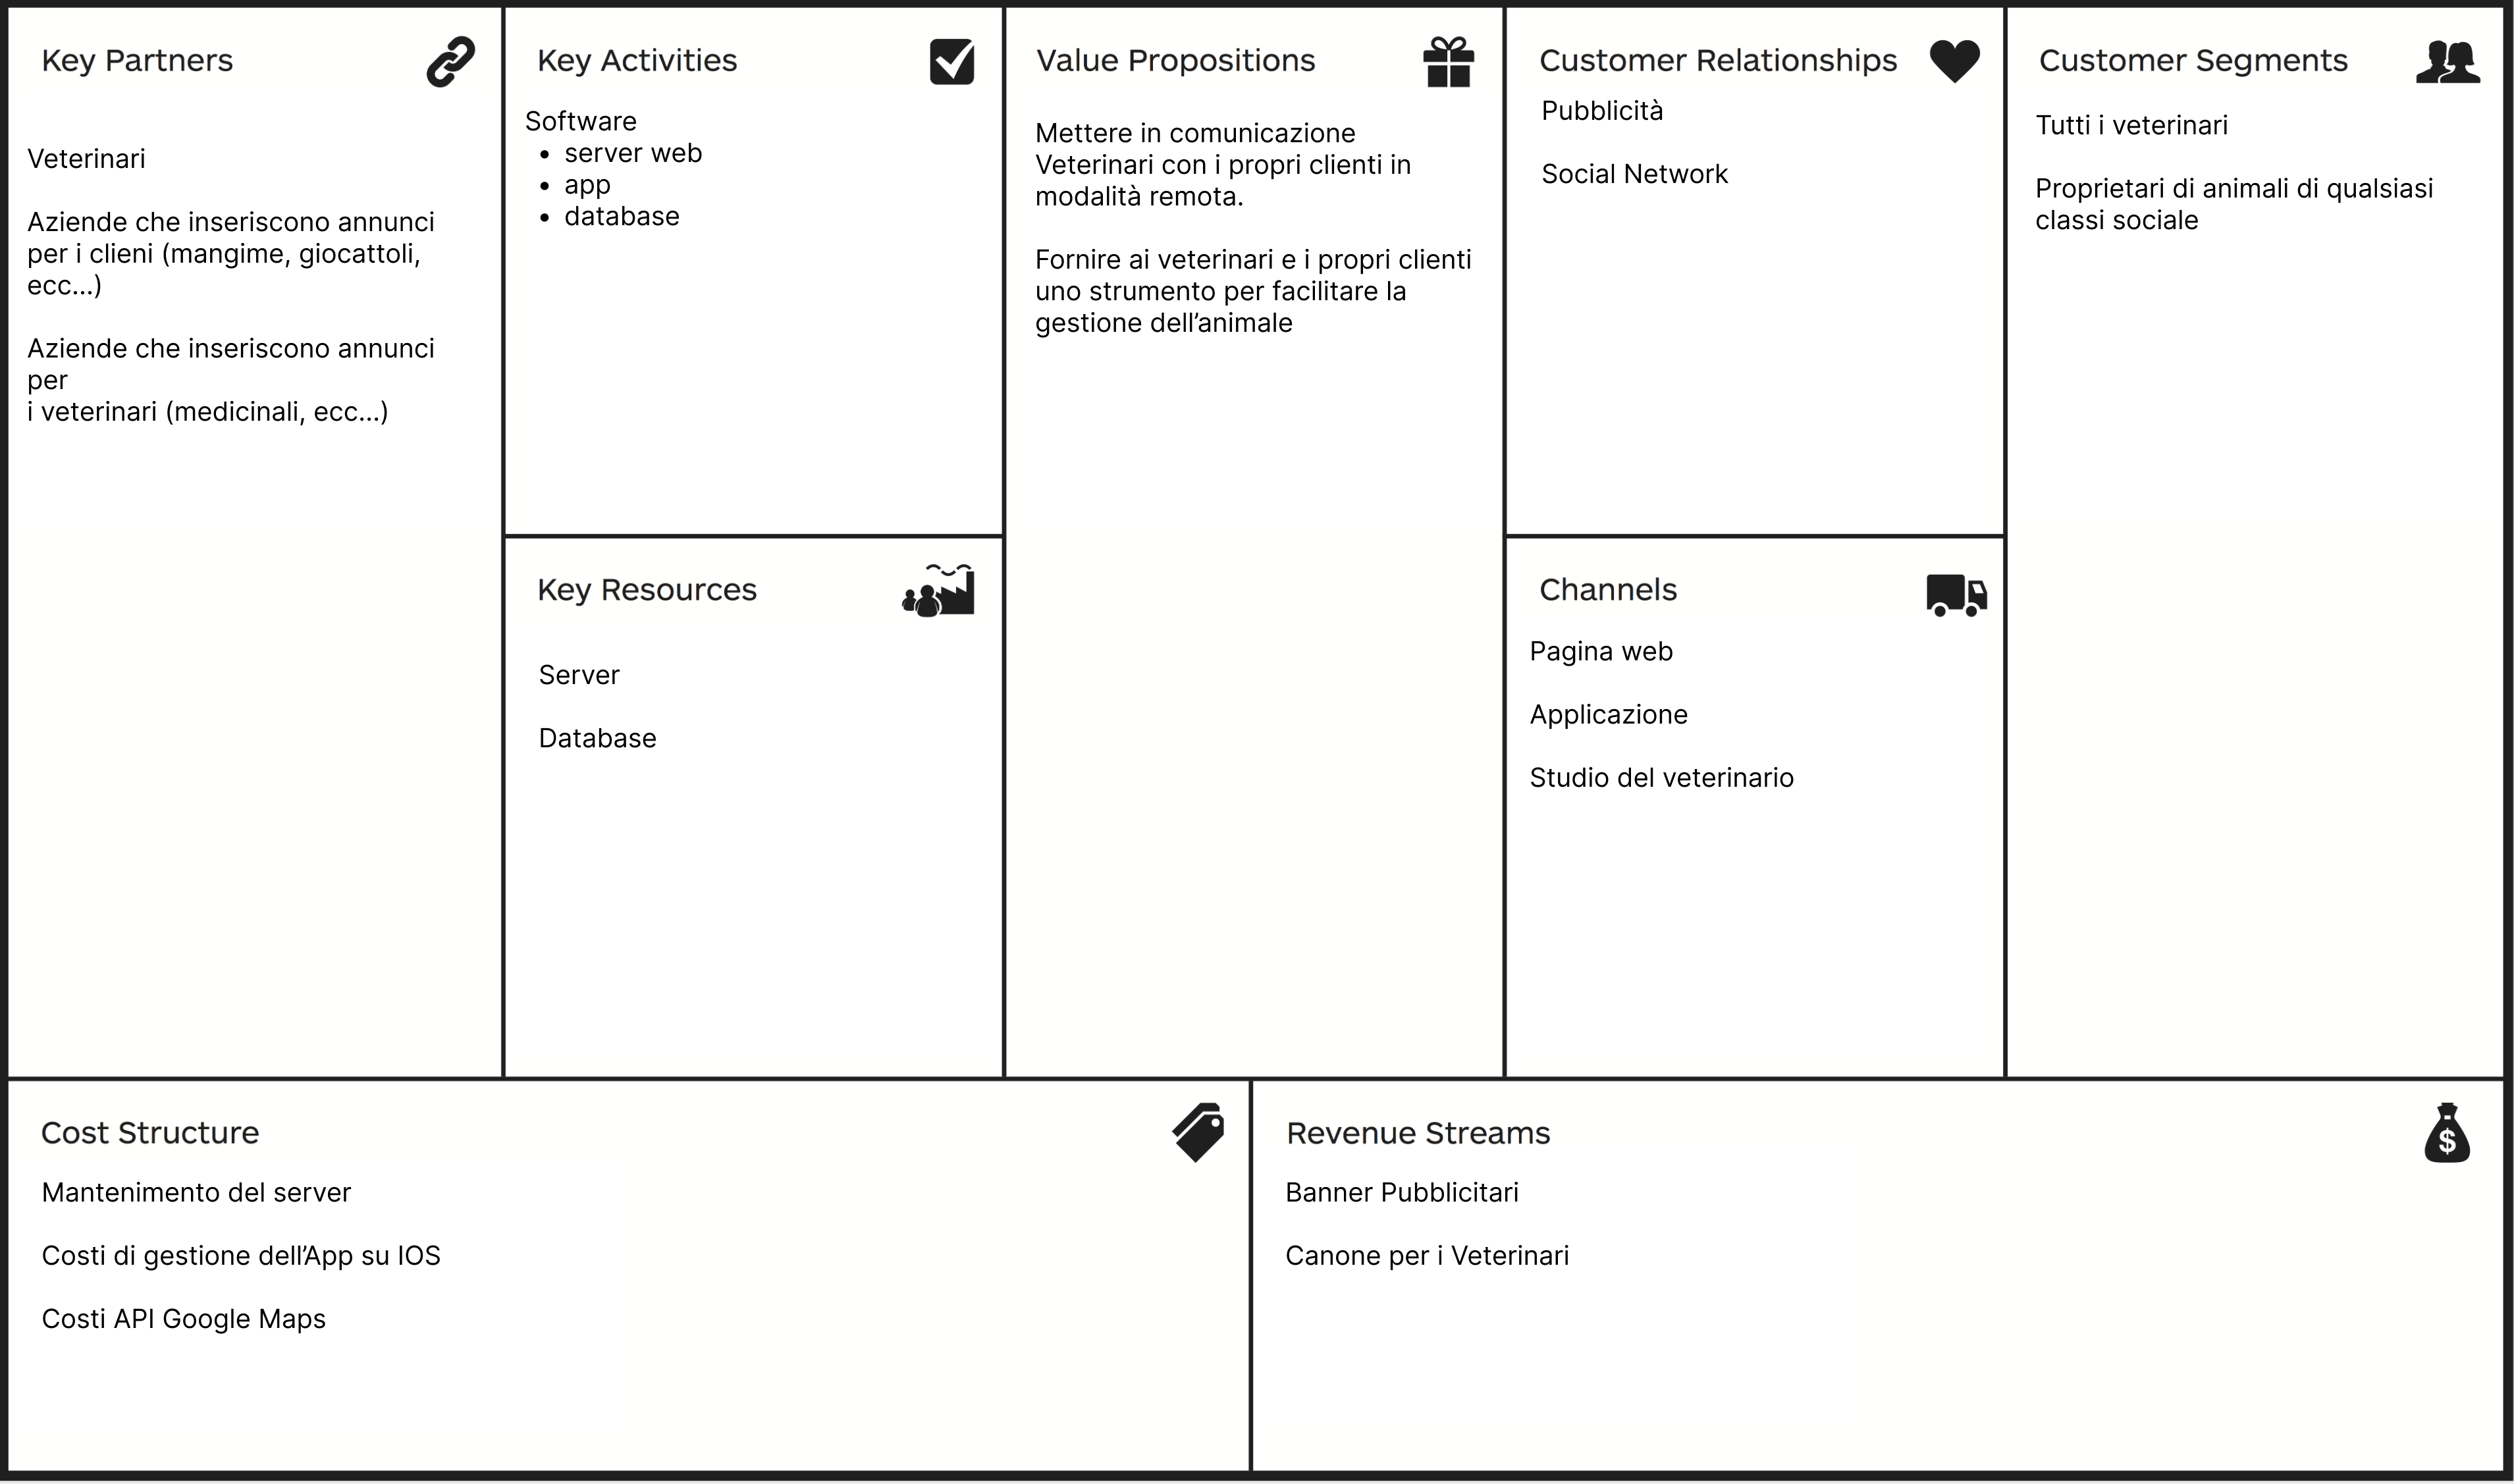 Key Partners
Veterinari
Aziende che inseriscono annunci
per i clieni (mangime, giocattoli,
ecc...)
Aziende che inseriscono annunci
per
i veterinari (medicinali, ecc...)
Key Activities
Software
• server web
• app
• database
Key Resources
Server
Database
Value Propositions
Mettere in comunicazione
Veterinari con i propri clienti in
modalità remota.
Fornire ai veterinari e i propri clienti
uno strumento per facilitare la
gestione dell’animale
Customer Relationships
Pubblicità
Social Network
Channels
Pagina web
Applicazione
Studio del veterinario
Customer Segments
Tutti i veterinari
Proprietari di animali di qualsiasi
classi sociale
Cost Structure
Mantenimento del server
Costi di gestione dell’App su IOS
Costi API Google Maps
Revenue Streams
$
Banner Pubblicitari
Canone per i Veterinari